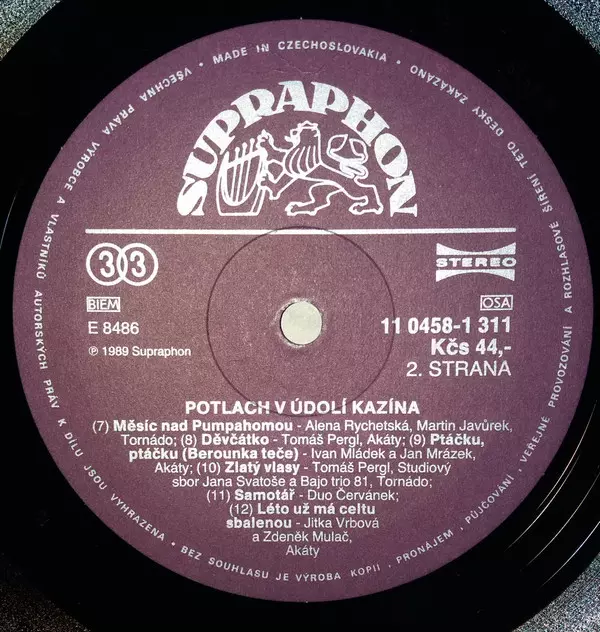 VŠECHNA PRÁVA VÝROBCE A VLASTNÍKŮ AUTORSKÝCH PRÁV K DÍLU JSOU VYHRAZENA • BEZ SOUHLASU JE VÝROBA KOPIÍ, PRONÁJEM, PŮJČOVÁNÍ, VEŘEJNÉ PROVOZOVÁNÍ A ROZHLASOVÉ ŠÍŘENÍ TÉTO DESKY ZAKÁZÁNO • MADE IN CZECHOSLOVAKIA •
SUPRAPHON
33
STEREO
BIEM
OSA
E 8486
11 0458-1 311
Ⓟ 1989 Supraphon
Kčs 44,-
2. STRANA
POTLACH V ÚDOLÍ KAZÍNA
(7) Měsíc nad Pumpahomou - Alena Rychetská, Martin Javůrek,
Tornádo; (8) Děvčátko - Tomáš Pergl, Akáty; (9) Ptáčku,
ptáčku (Berounka teče) - Ivan Mládek a Jan Mrázek,
Akáty; (10) Zlatý vlasy - Tomáš Pergl, Studiový
sbor Jana Svatoše a Bajo trio 81, Tornádo;
(11) Samotář - Duo Červánek;
(12) Léto už má celtu
sbalenou - Jitka Vrbová
a Zdeněk Mulač,
Akáty